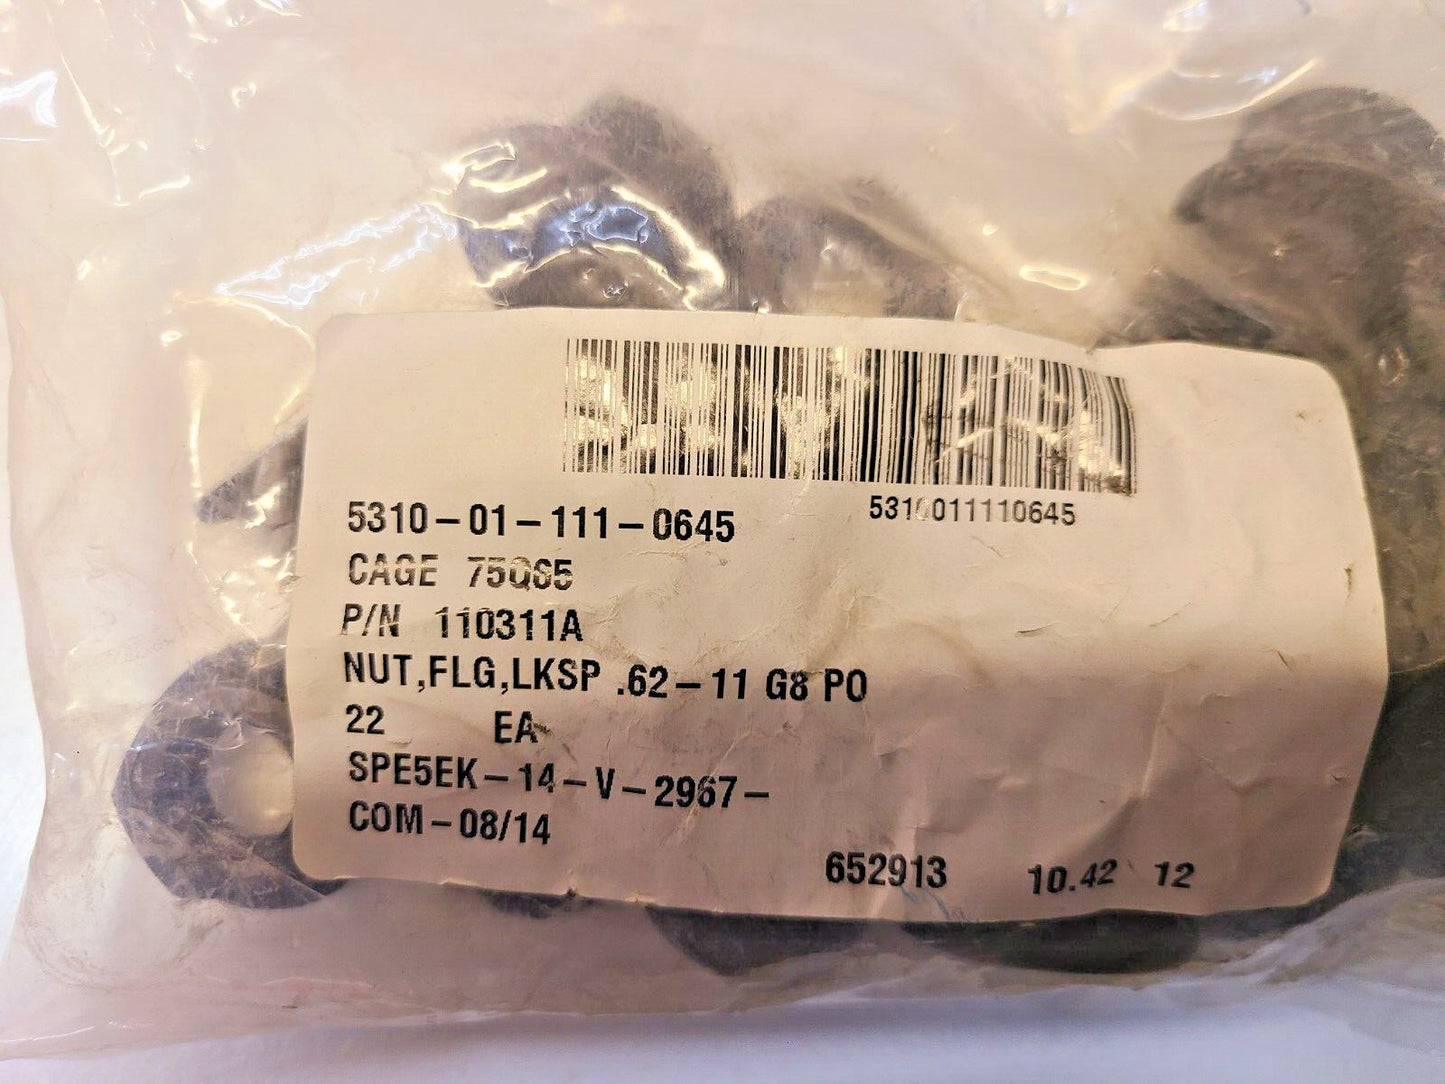 5310011110645
5310-01-111-0645
CAGE 75Q65
P/N 110311A
NUT,FLG,LKSP .62-11 G8 PO
22 EA
SPE5EK-14-V-2967-
COM-08/14
652913 10.42 12